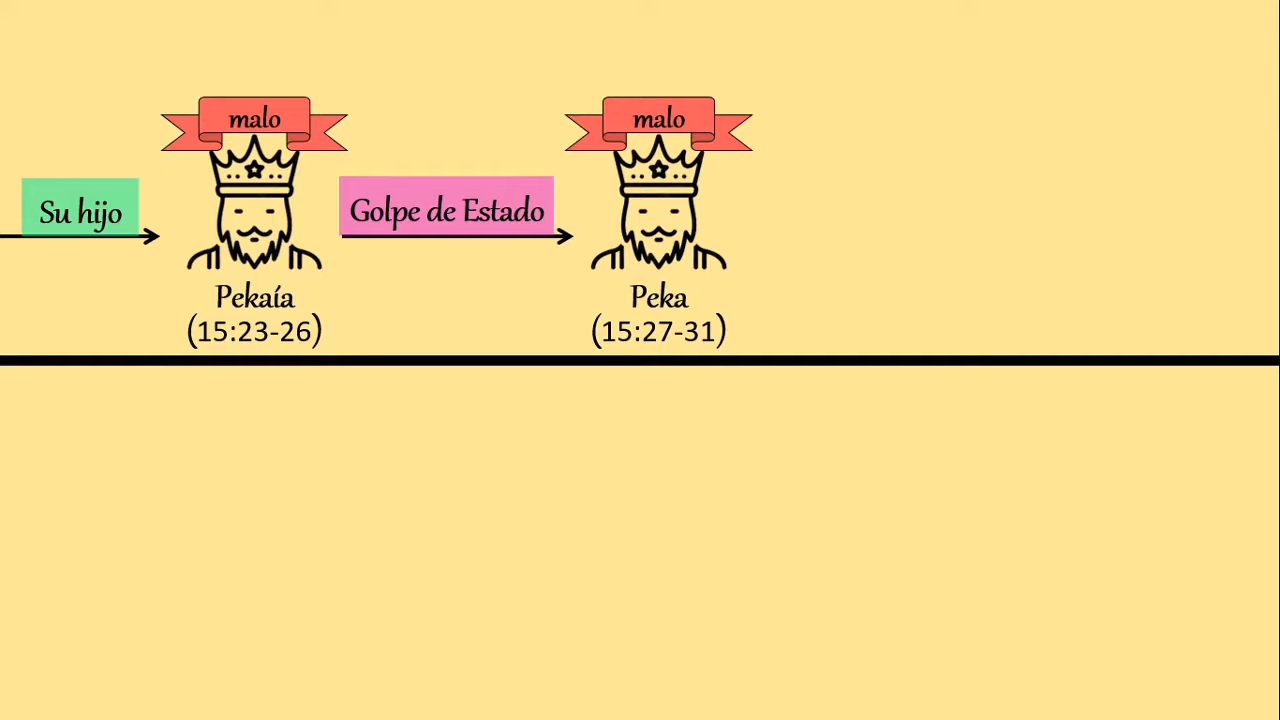 malo
malo
Su hijo
Golpe de Estado
Pekaía
(15:23-26)
Peka
(15:27-31)